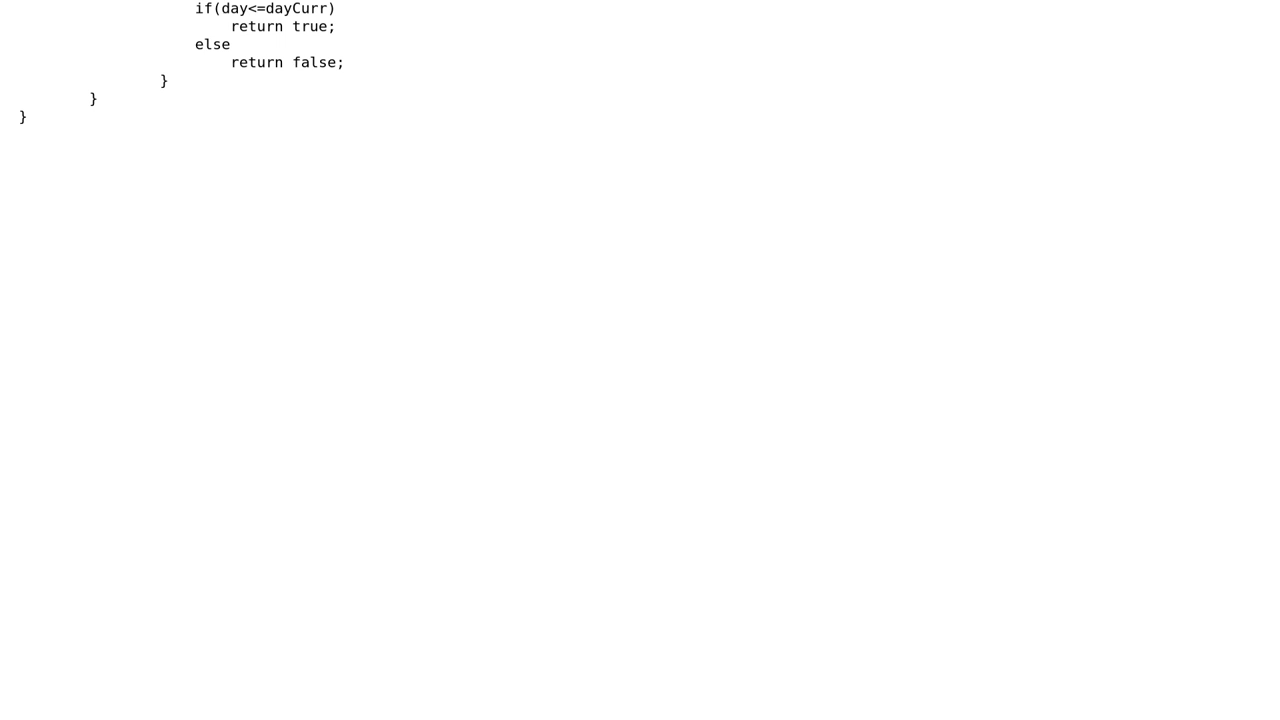 if(day<=dayCurr)
                        return true;
                    else
                        return false;
                }
        }
}